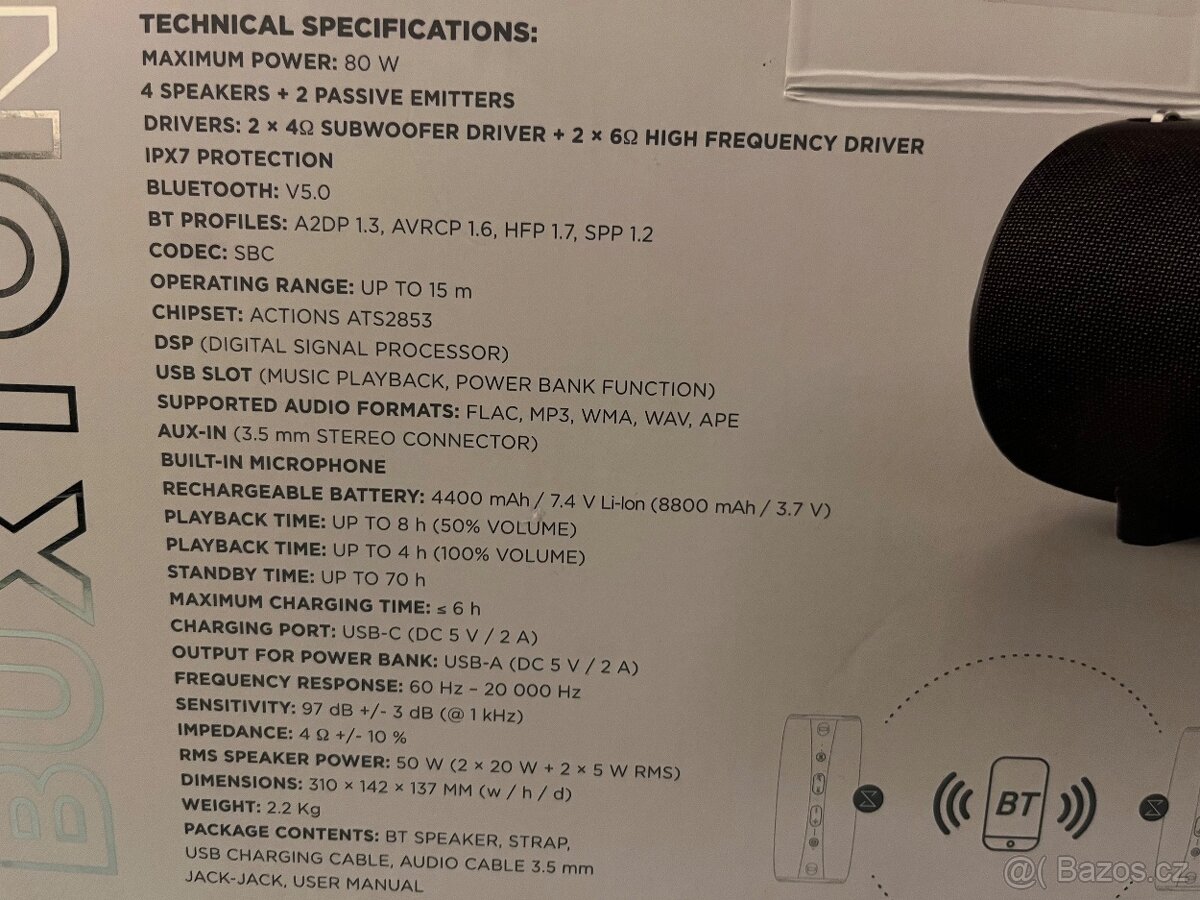 TECHNICAL SPECIFICATIONS:
MAXIMUM POWER: 80 W
4 SPEAKERS + 2 PASSIVE EMITTERS
DRIVERS: 2 × 4Ω SUBWOOFER DRIVER + 2 × 6Ω HIGH FREQUENCY DRIVER
IPX7 PROTECTION
BLUETOOTH: V5.0
BT PROFILES: A2DP 1.3, AVRCP 1.6, HFP 1.7, SPP 1.2
CODEC: SBC
OPERATING RANGE: UP TO 15 m
CHIPSET: ACTIONS ATS2853
DSP (DIGITAL SIGNAL PROCESSOR)
USB SLOT (MUSIC PLAYBACK, POWER BANK FUNCTION)
SUPPORTED AUDIO FORMATS: FLAC, MP3, WMA, WAV, APE
AUX-IN (3.5 mm STEREO CONNECTOR)
BUILT-IN MICROPHONE
RECHARGEABLE BATTERY: 4400 mAh / 7.4 V Li-Ion (8800 mAh / 3.7 V)
PLAYBACK TIME: UP TO 8 h (50% VOLUME)
PLAYBACK TIME: UP TO 4 h (100% VOLUME)
STANDBY TIME: UP TO 70 h
MAXIMUM CHARGING TIME: ≤ 6 h
CHARGING PORT: USB-C (DC 5 V / 2 A)
OUTPUT FOR POWER BANK: USB-A (DC 5 V / 2 A)
FREQUENCY RESPONSE: 60 Hz – 20 000 Hz
SENSITIVITY: 97 dB +/- 3 dB (@ 1 kHz)
IMPEDANCE: 4 Ω +/- 10 %
RMS SPEAKER POWER: 50 W (2 × 20 W + 2 × 5 W RMS)
DIMENSIONS: 310 × 142 × 137 MM (w / h / d)
WEIGHT: 2.2 Kg
PACKAGE CONTENTS: BT SPEAKER, STRAP,
USB CHARGING CABLE, AUDIO CABLE 3.5 mm
JACK-JACK, USER MANUAL
BUXTON
BT
@( Bazos.cz